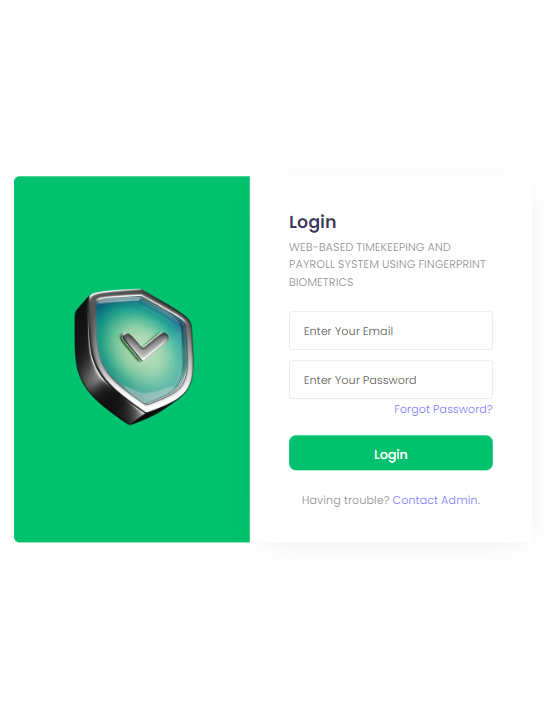 Login
WEB-BASED TIMEKEEPING AND
PAYROLL SYSTEM USING FINGERPRINT
BIOMETRICS
Enter Your Email
Enter Your Password
Forgot Password?
Login
Having trouble? Contact Admin.